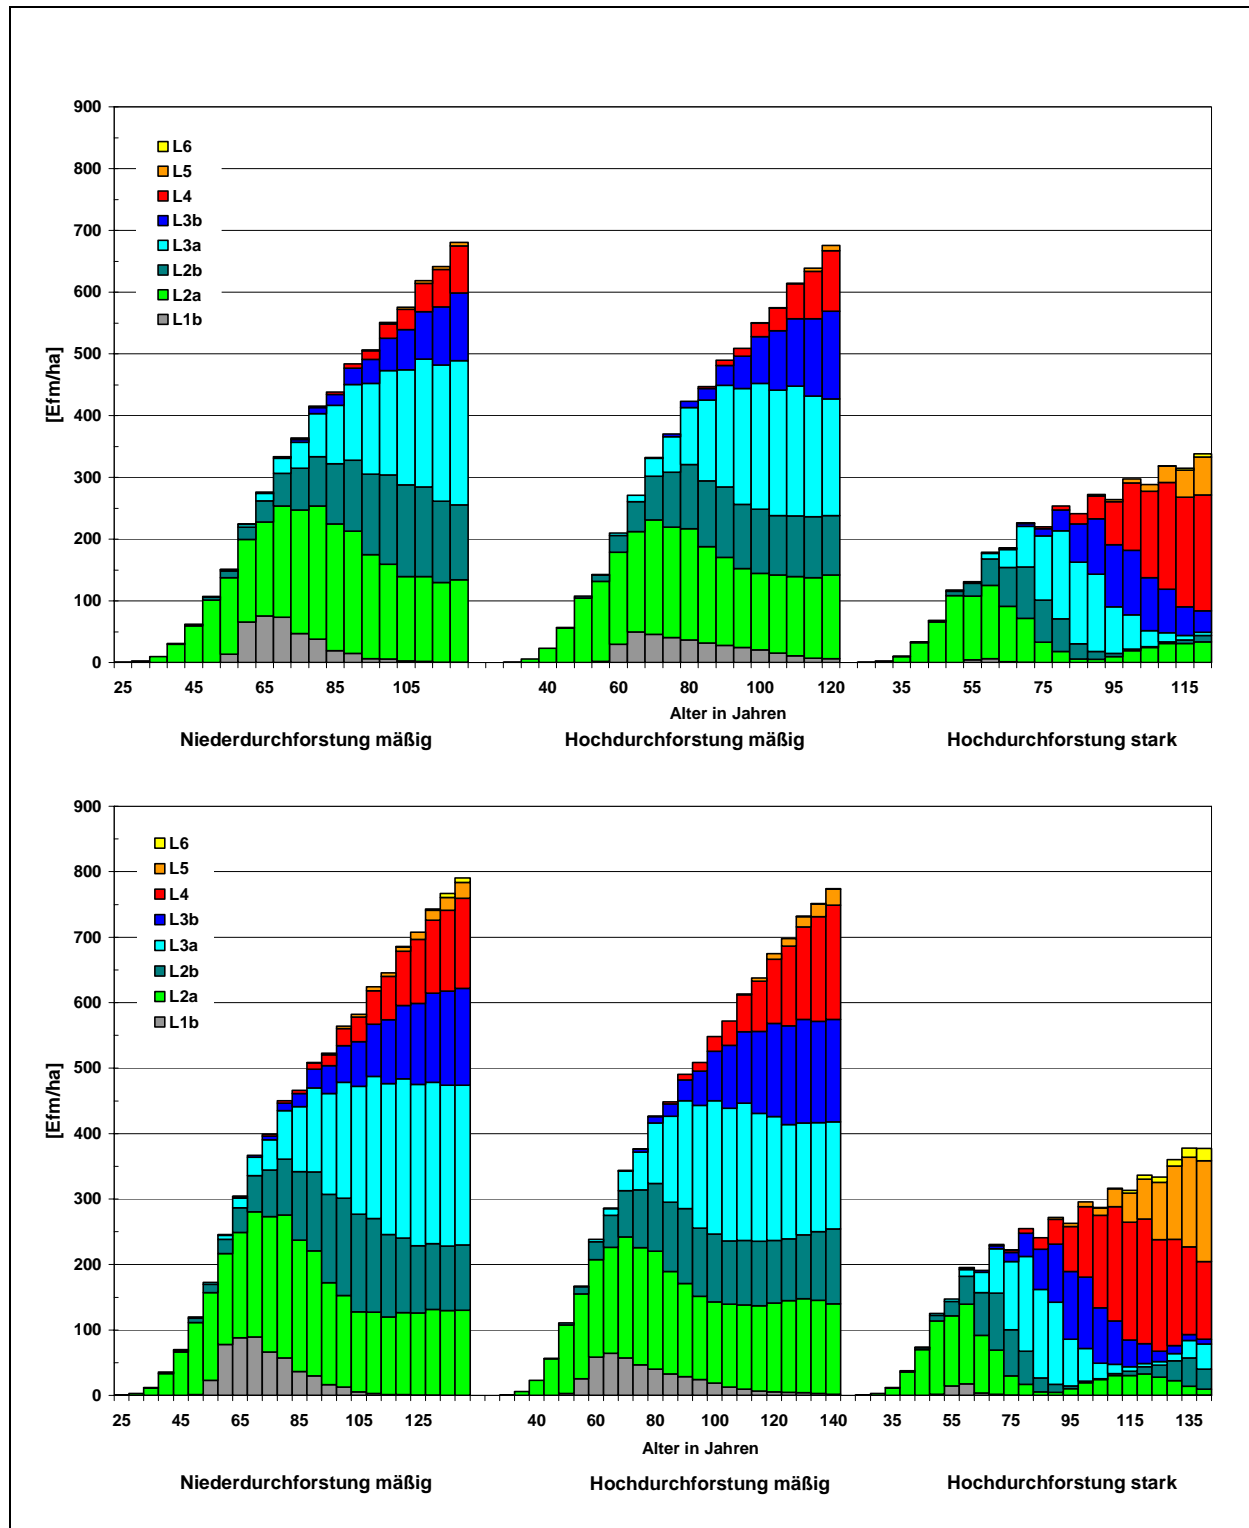 900
800
700
600
500
400
300
200
100
0
[Efm/ha]
L6
L5
L4
L3b
L3a
L2b
L2a
L1b
25 45 65 85 105 40 60 80 100 120 35 55 75 95 115
Alter in Jahren
Niederdurchforstung mäßig Hochdurchforstung mäßig Hochdurchforstung stark
900
800
700
600
500
400
300
200
100
0
[Efm/ha]
L6
L5
L4
L3b
L3a
L2b
L2a
L1b
25 45 65 85 105 125 40 60 80 100 120 140 35 55 75 95 115 135
Alter in Jahren
Niederdurchforstung mäßig Hochdurchforstung mäßig Hochdurchforstung stark